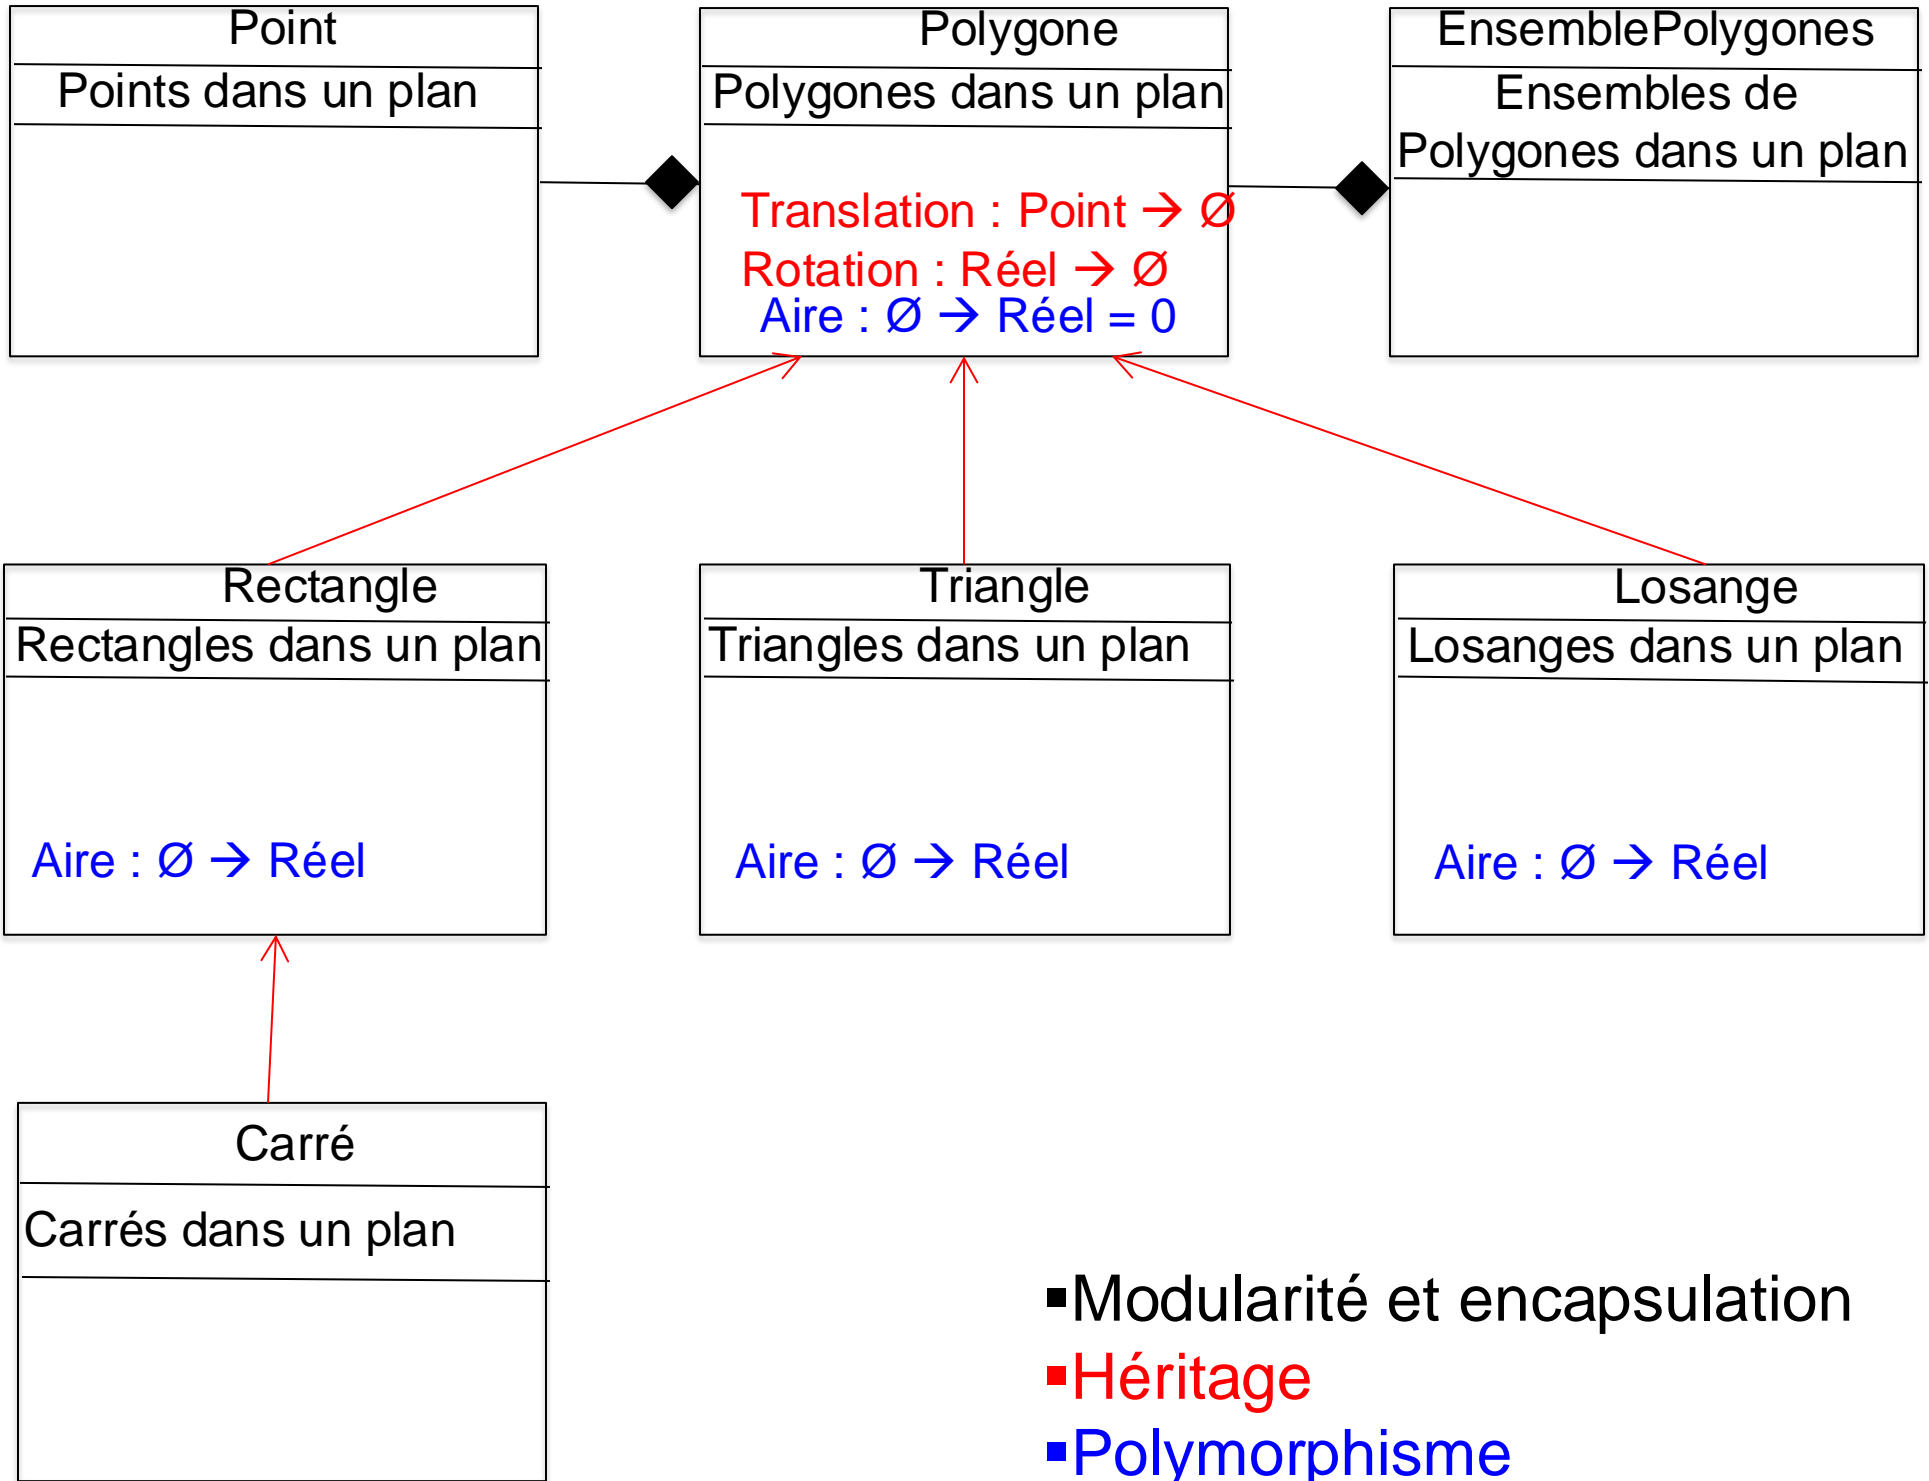 Point
Points dans un plan
Polygone
Polygones dans un plan
Translation : Point → Ø
Rotation : Réel → Ø
Aire : Ø → Réel = 0
EnsemblePolygones
Ensembles de
Polygones dans un plan
Rectangle
Rectangles dans un plan
Aire : Ø → Réel
Triangle
Triangles dans un plan
Aire : Ø → Réel
Losange
Losanges dans un plan
Aire : Ø → Réel
Carré
Carrés dans un plan
▪Modularité et encapsulation
▪Héritage
▪Polymorphisme